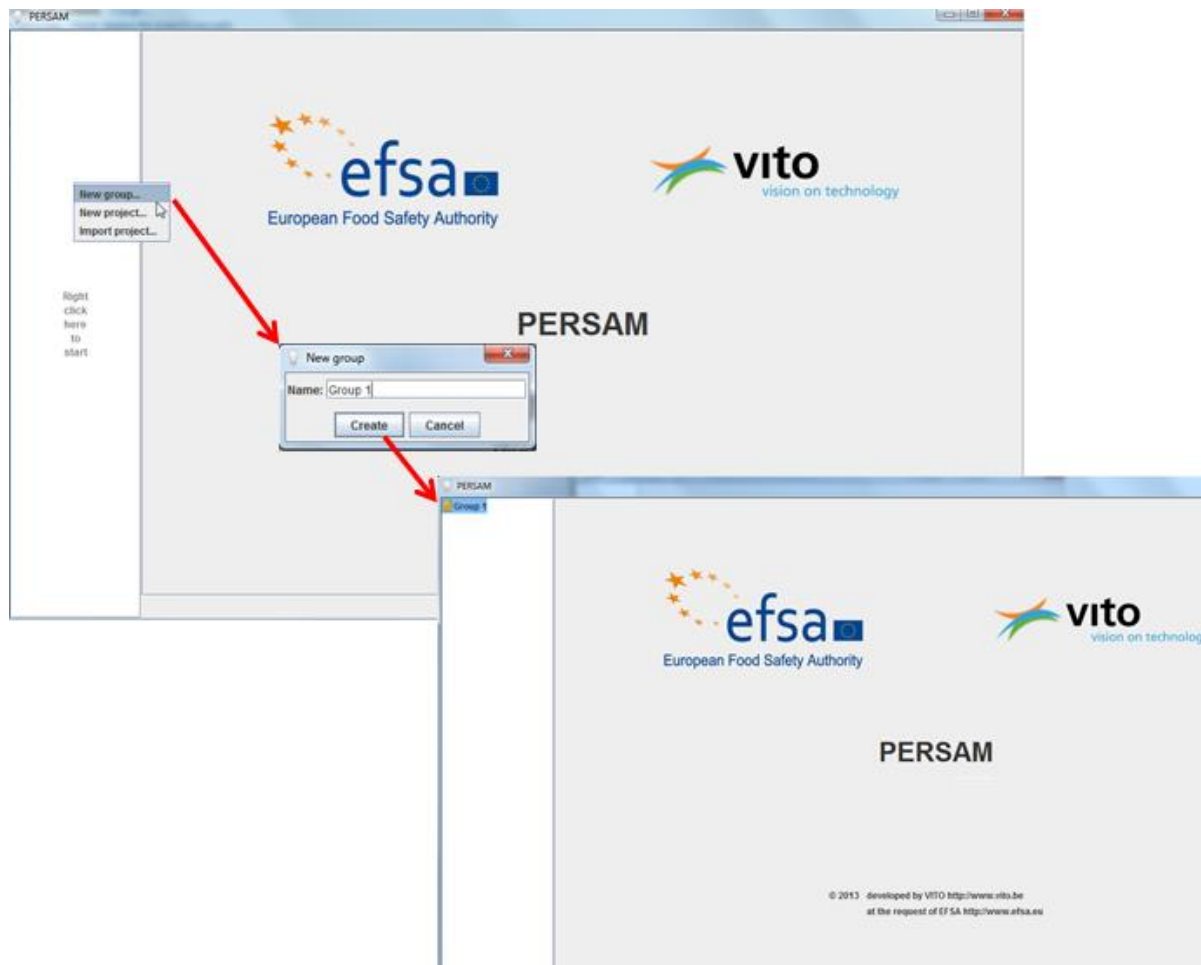 PERSAM
efsa
European Food Safety Authority
vito
vision on technology
New group...
New project...
Import project...
Right
click
here
to
start
PERSAM
New group
Name: Group 1
Create Cancel
PERSAM
Group 1
efsa
European Food Safety Authority
vito
vision on technolog
PERSAM
© 2013 developed by VITO http://www.vito.be
at the request of EFSA http://www.efsa.eu